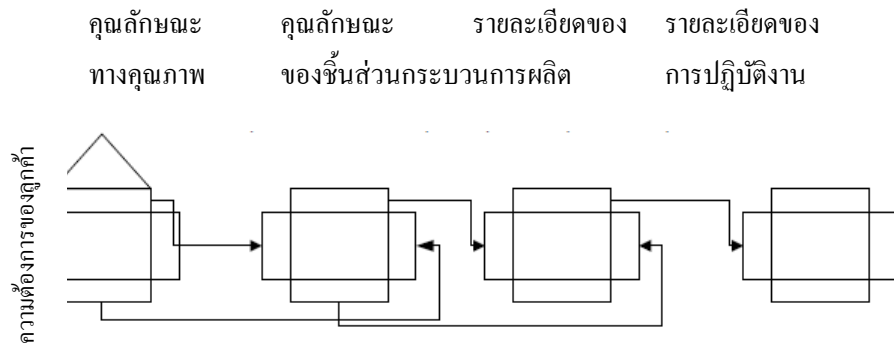 คุณลักษณะ คุณลักษณะ รายละเอียดของ รายละเอียดของ
ทางคุณภาพ ของชิ้นส่วนกระบวนการผลิต การปฏิบัติงาน
ความต้องการของลูกค้า